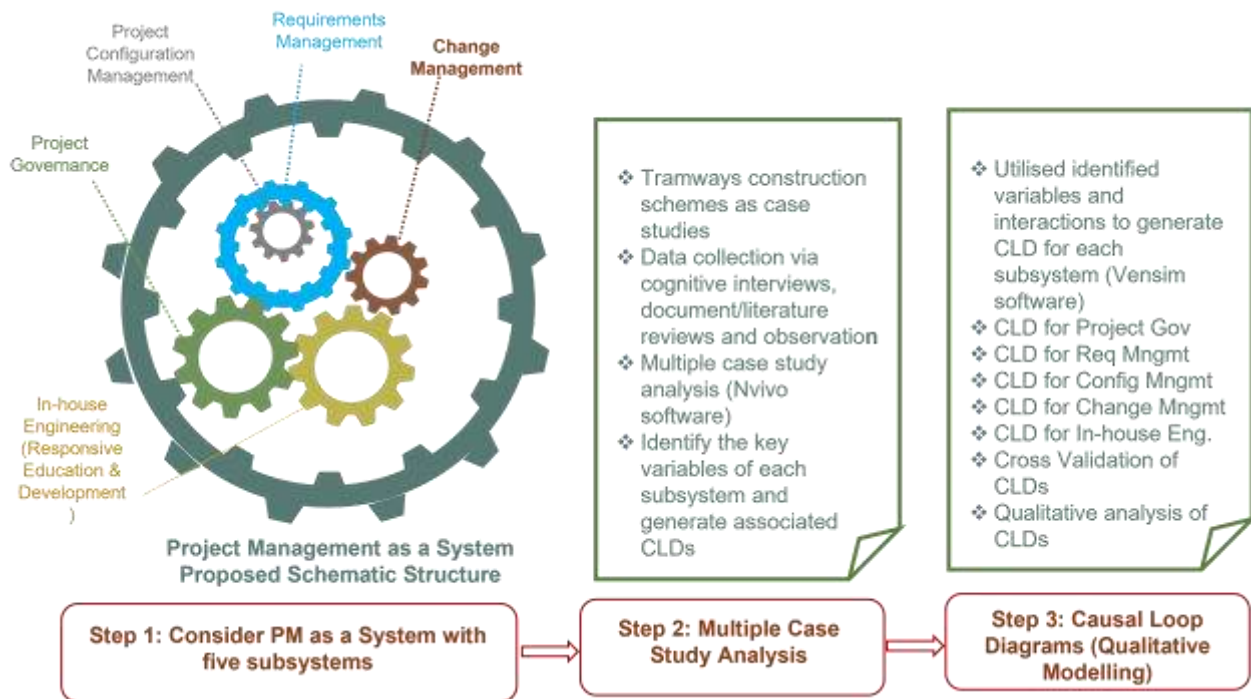 Project
Configuration
Management
Requirements
Management
Change
Management
Project
Governance
In-house
Engineering
(Responsive
Education &
Development
)
Project Management as a System
Proposed Schematic Structure
❖ Tramways construction
schemes as case
studies
❖ Data collection via
cognitive interviews,
document/literature
reviews and observation
❖ Multiple case study
analysis (Nvivo
software)
❖ Identify the key
variables of each
subsystem and
generate associated
CLDs
❖ Utilised identified
variables and
interactions to generate
CLD for each
subsystem (Vensim
software)
❖ CLD for Project Gov
❖ CLD for Req Mngmt
❖ CLD for Config Mngmt
❖ CLD for Change Mngmt
❖ CLD for In-house Eng.
❖ Cross Validation of
CLDs
❖ Qualitative analysis of
CLDs
Step 1: Consider PM as a System with
five subsystems
Step 2: Multiple Case
Study Analysis
Step 3: Causal Loop
Diagrams (Qualitative
Modelling)